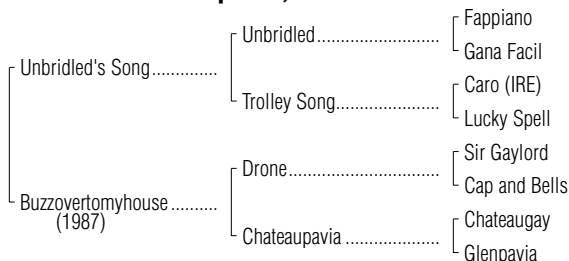 Unbridled.....................
Fappiano
Gana Facil
Unbridled's Song.............
Trolley Song.................
Caro (IRE)
Lucky Spell
Drone...........................
Sir Gaylord
Cap and Bells
Buzzovertomyhouse .........
(1987)
Chateaupavia .................
Chateaugay
Glenpavia